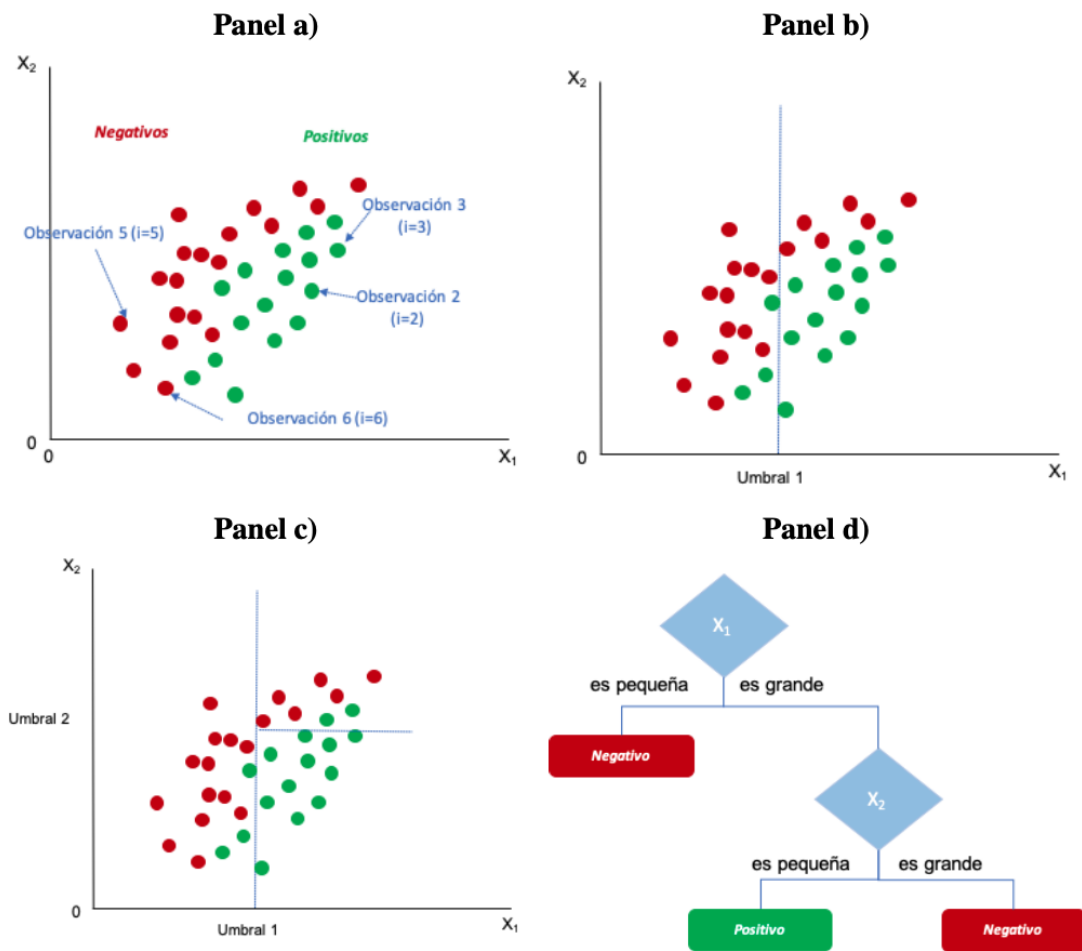 Panel a)
X2
Negativos
Positivos
Observación 3
(i=3)
Observación 5 (i=5)
Observación 2
(i=2)
Observación 6 (i=6)
0
0
X1
Panel b)
X2
0
Umbral 1
X1
Panel c)
X2
Umbral 2
0
Umbral 1
X1
Panel d)
X1
es pequeña
es grande
Negativo
X2
es pequeña
es grande
Positivo
Negativo